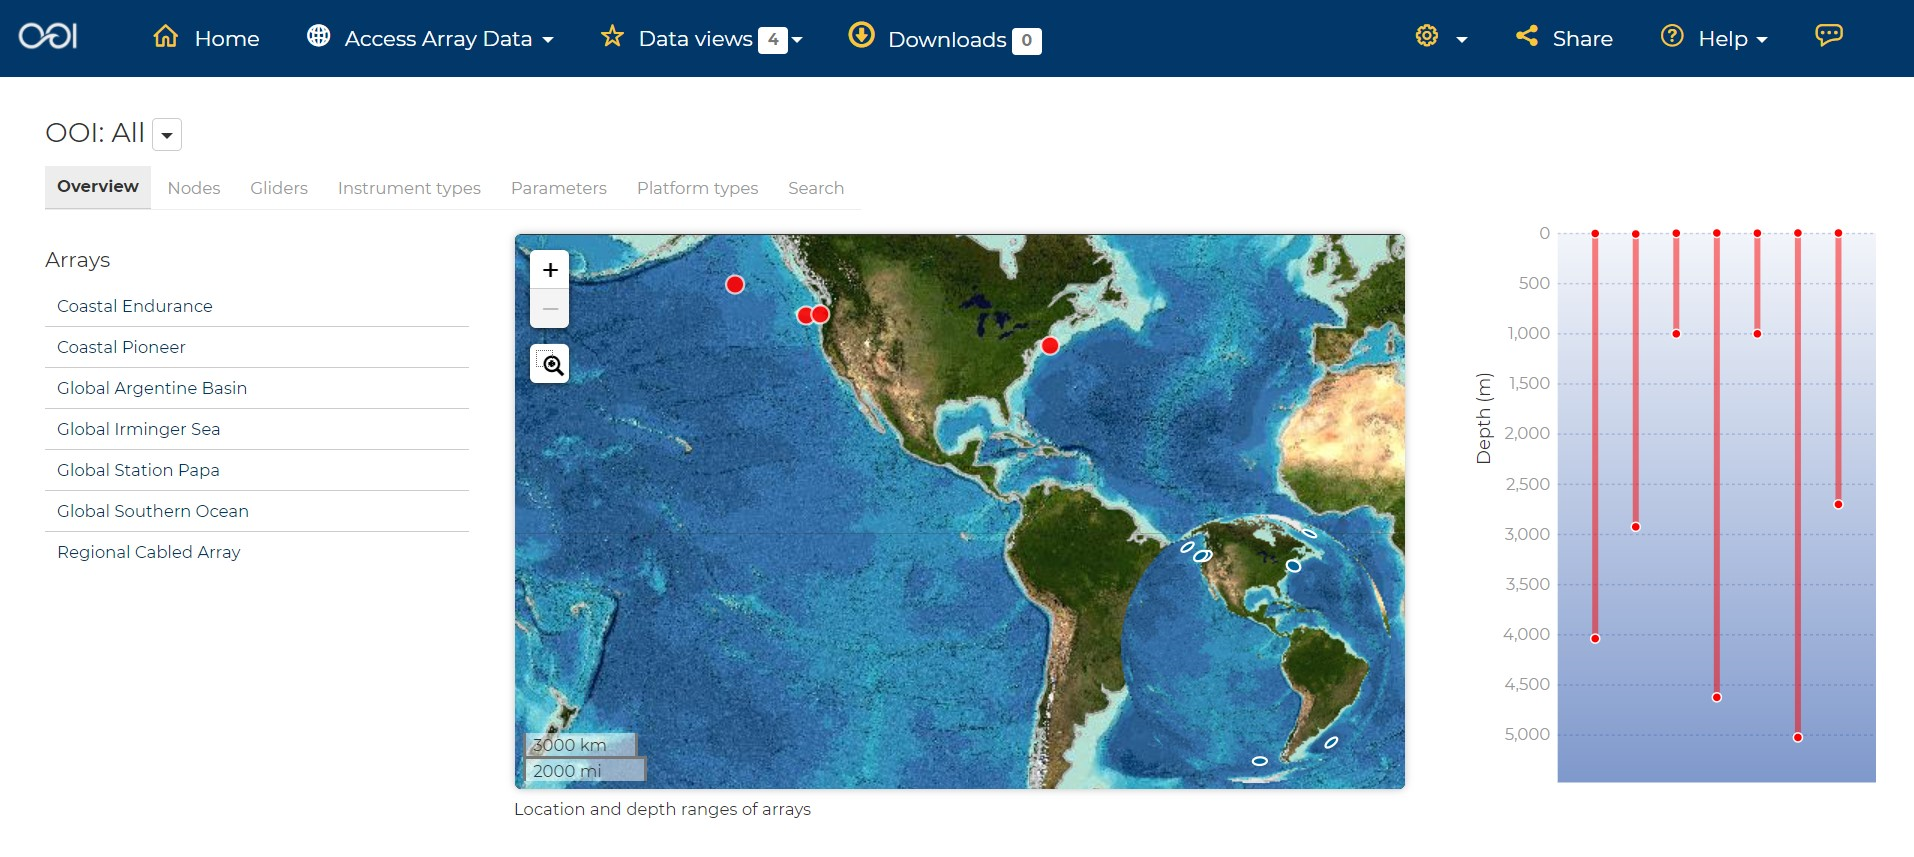 OOI Home Access Array Data Data views 4 Downloads 0 Share Help
OOI: All
Overview Nodes Gliders Instrument types Parameters Platform types Search
Arrays
Coastal Endurance
Coastal Pioneer
Global Argentine Basin
Global Irminger Sea
Global Station Papa
Global Southern Ocean
Regional Cabled Array
+
−
3000 km
2000 mi
Location and depth ranges of arrays
Depth (m)
0
500
1,000
1,500
2,000
2,500
3,000
3,500
4,000
4,500
5,000